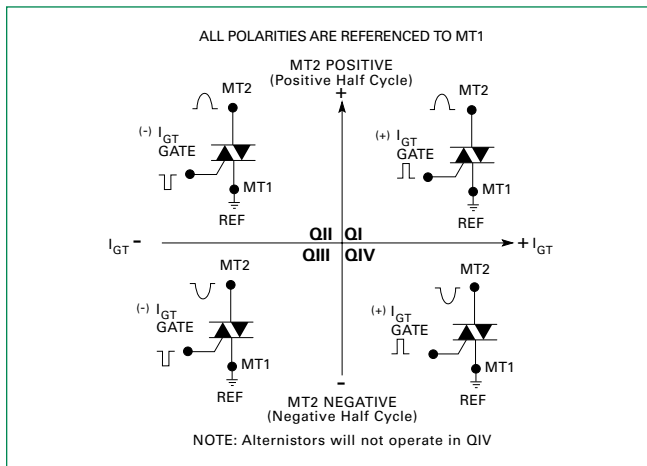 ALL POLARITIES ARE REFERENCED TO MT1
MT2 POSITIVE
(Positive Half Cycle)
+
MT2
(-) IGT
GATE
MT1
REF
MT2
(+) IGT
GATE
MT1
REF
IGT -
QII QI
QIII QIV
+ IGT
MT2
(-) IGT
GATE
MT1
REF
MT2
(+) IGT
GATE
MT1
REF
-
MT2 NEGATIVE
(Negative Half Cycle)
NOTE: Alternistors will not operate in QIV